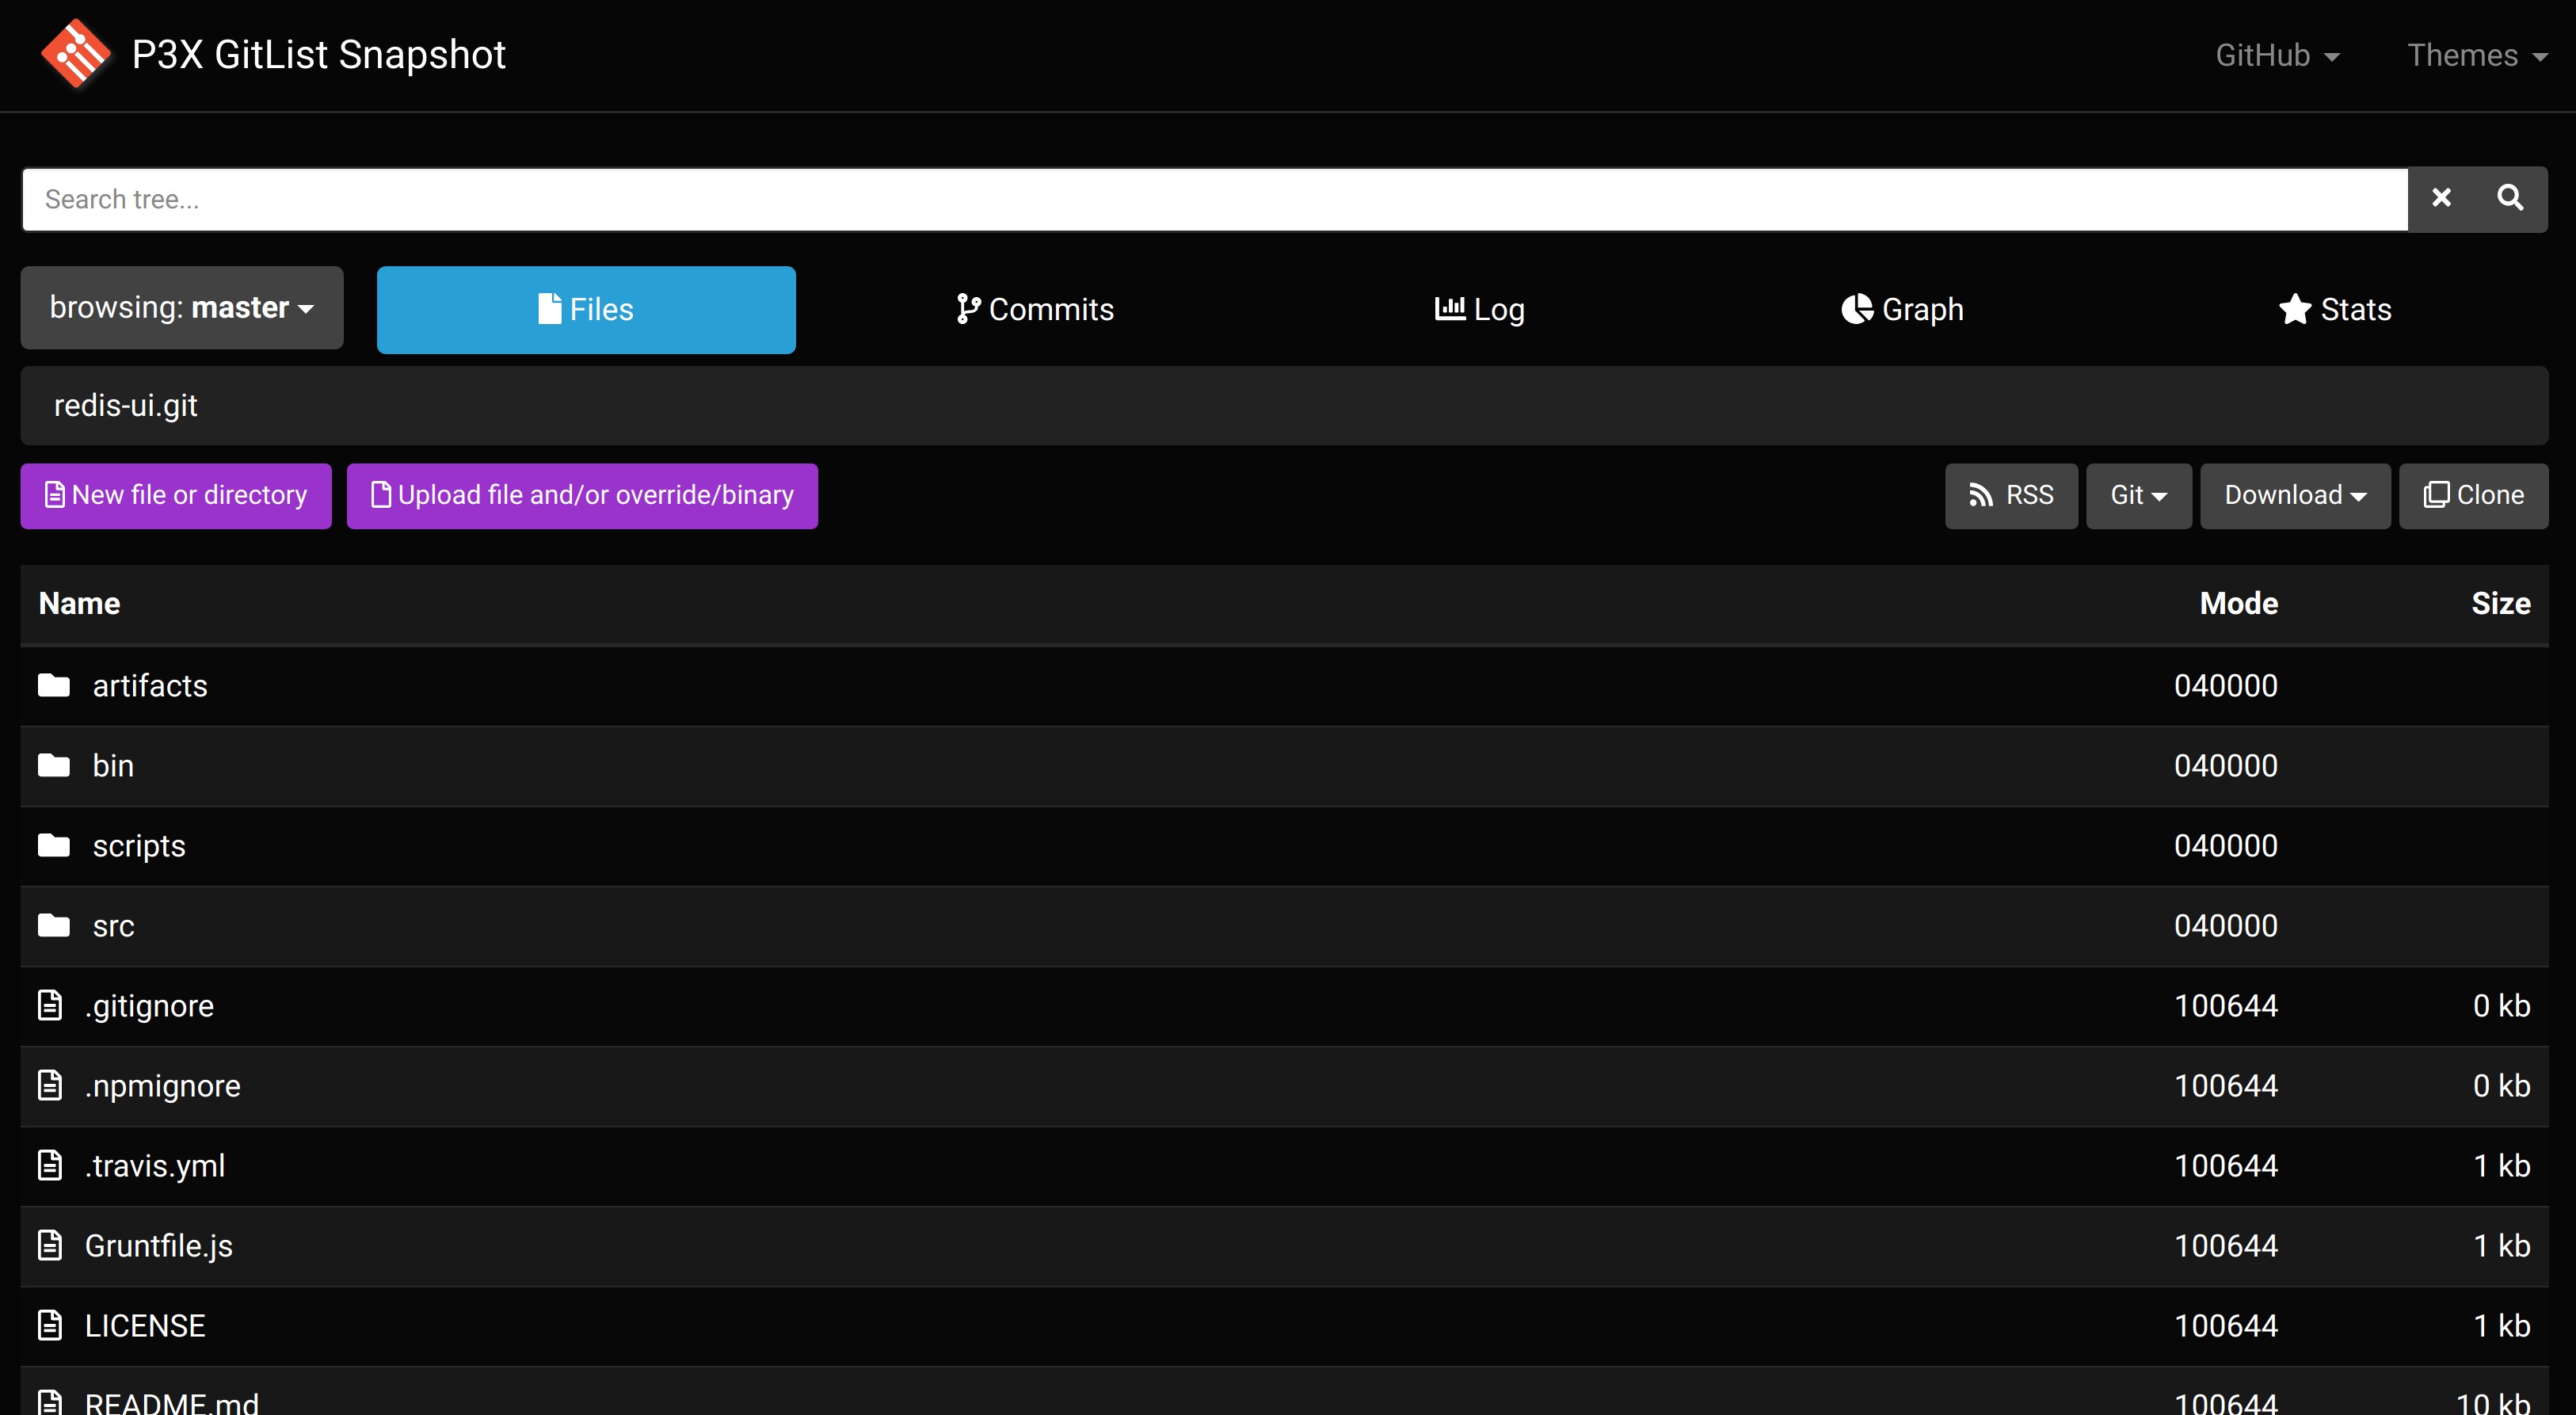 P3X GitList Snapshot
GitHub
Themes
Search tree...
browsing: master
Files
Commits
Log
Graph
Stats
redis-ui.git
New file or directory
Upload file and/or override/binary
RSS
Git
Download
Clone
Name Mode Size
artifacts 040000
bin 040000
scripts 040000
src 040000
.gitignore 100644 0 kb
.npmignore 100644 0 kb
.travis.yml 100644 1 kb
Gruntfile.js 100644 1 kb
LICENSE 100644 1 kb
README.md 100644 10 kb